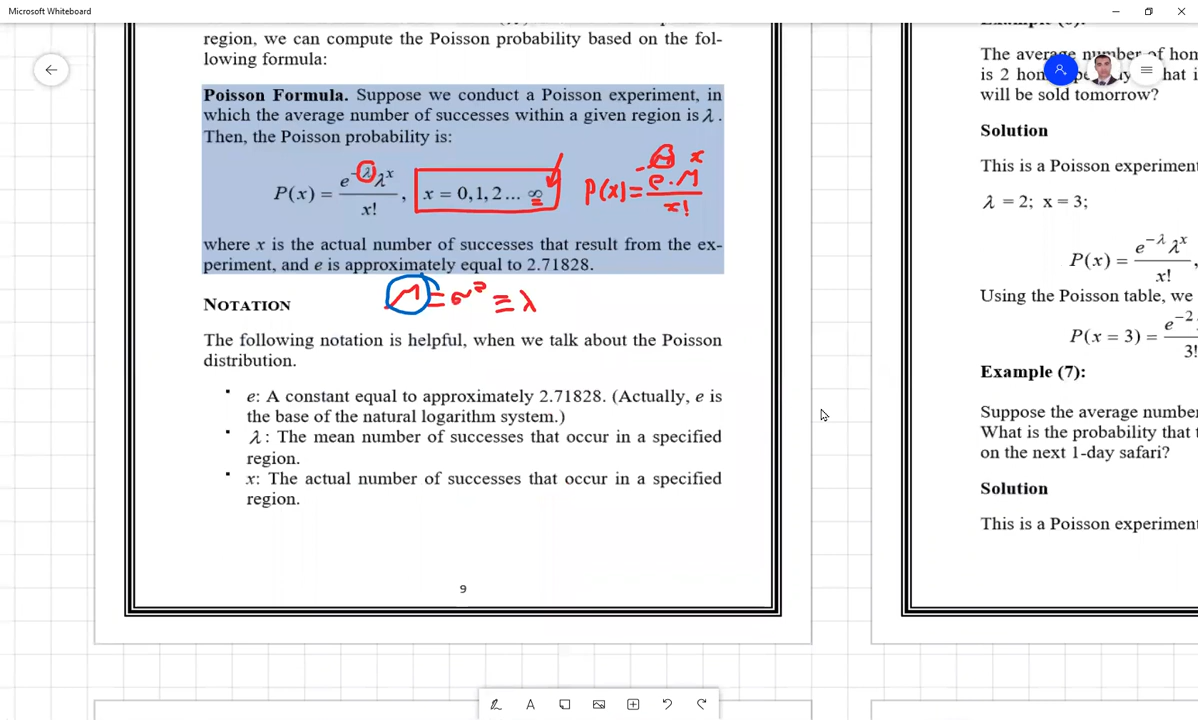 Microsoft Whiteboard
region, we can compute the Poisson probability based on the fol-
lowing formula:
Poisson Formula. Suppose we conduct a Poisson experiment, in
which the average number of successes within a given region is λ.
Then, the Poisson probability is:
P(x) = e^-λ λ^x / x! , x = 0,1,2... ∞
P(x) = e^-M . M^x / x!
where x is the actual number of successes that result from the ex-
periment, and e is approximately equal to 2.71828.
M = σ² ≡ λ
NOTATION
The following notation is helpful, when we talk about the Poisson
distribution.
▪ e: A constant equal to approximately 2.71828. (Actually, e is
the base of the natural logarithm system.)
▪ λ: The mean number of successes that occur in a specified
region.
▪ x: The actual number of successes that occur in a specified
region.
9
The average number of hom
is 2 hom
will be sold tomorrow?
Solution
This is a Poisson experiment
λ = 2; x = 3;
P(x) = e^-λ λ^x / x! ,
Using the Poisson table, we
P(x = 3) = e^-2 / 3!
Example (7):
Suppose the average number
What is the probability that t
on the next 1-day safari?
Solution
This is a Poisson experiment